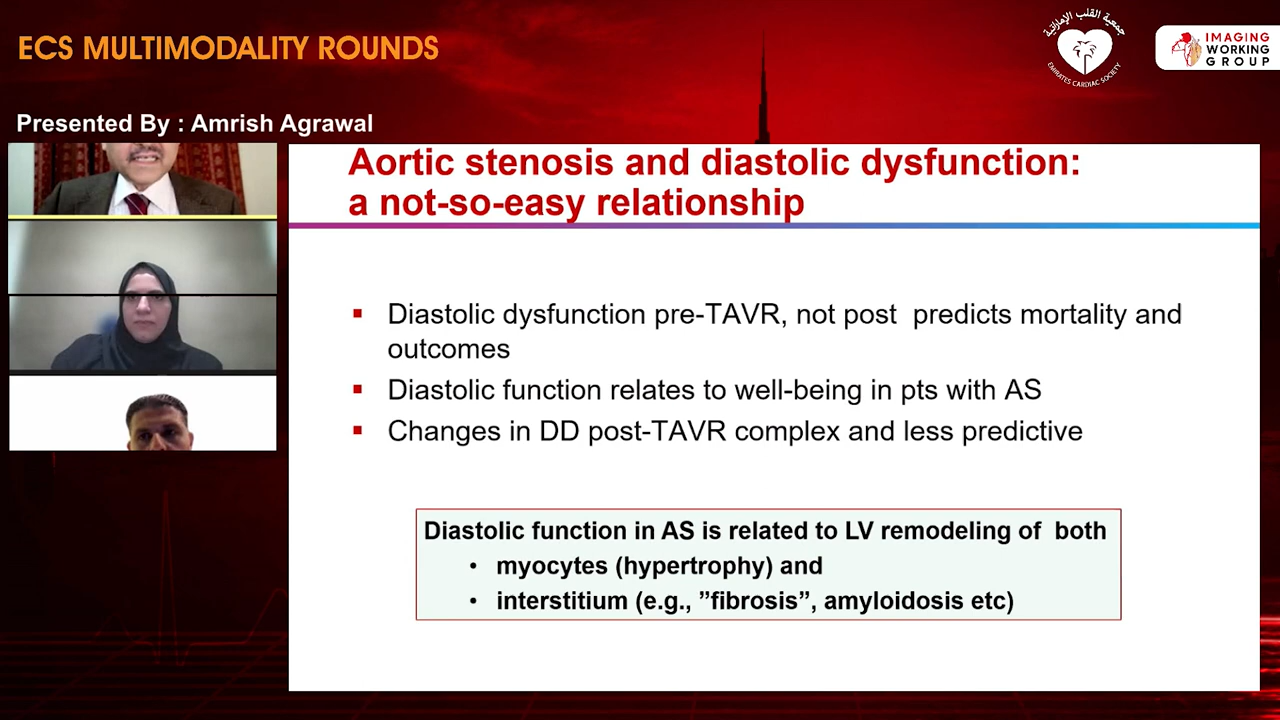 ECS MULTIMODALITY ROUNDS
جمعية القلب الإماراتية
EMIRATES CARDIAC SOCIETY
IMAGING
WORKING
GROUP
Presented By : Amrish Agrawal
Aortic stenosis and diastolic dysfunction:
a not-so-easy relationship
▪ Diastolic dysfunction pre-TAVR, not post  predicts mortality and
outcomes
▪ Diastolic function relates to well-being in pts with AS
▪ Changes in DD post-TAVR complex and less predictive
Diastolic function in AS is related to LV remodeling of  both
• myocytes (hypertrophy) and
• interstitium (e.g., ”fibrosis”, amyloidosis etc)